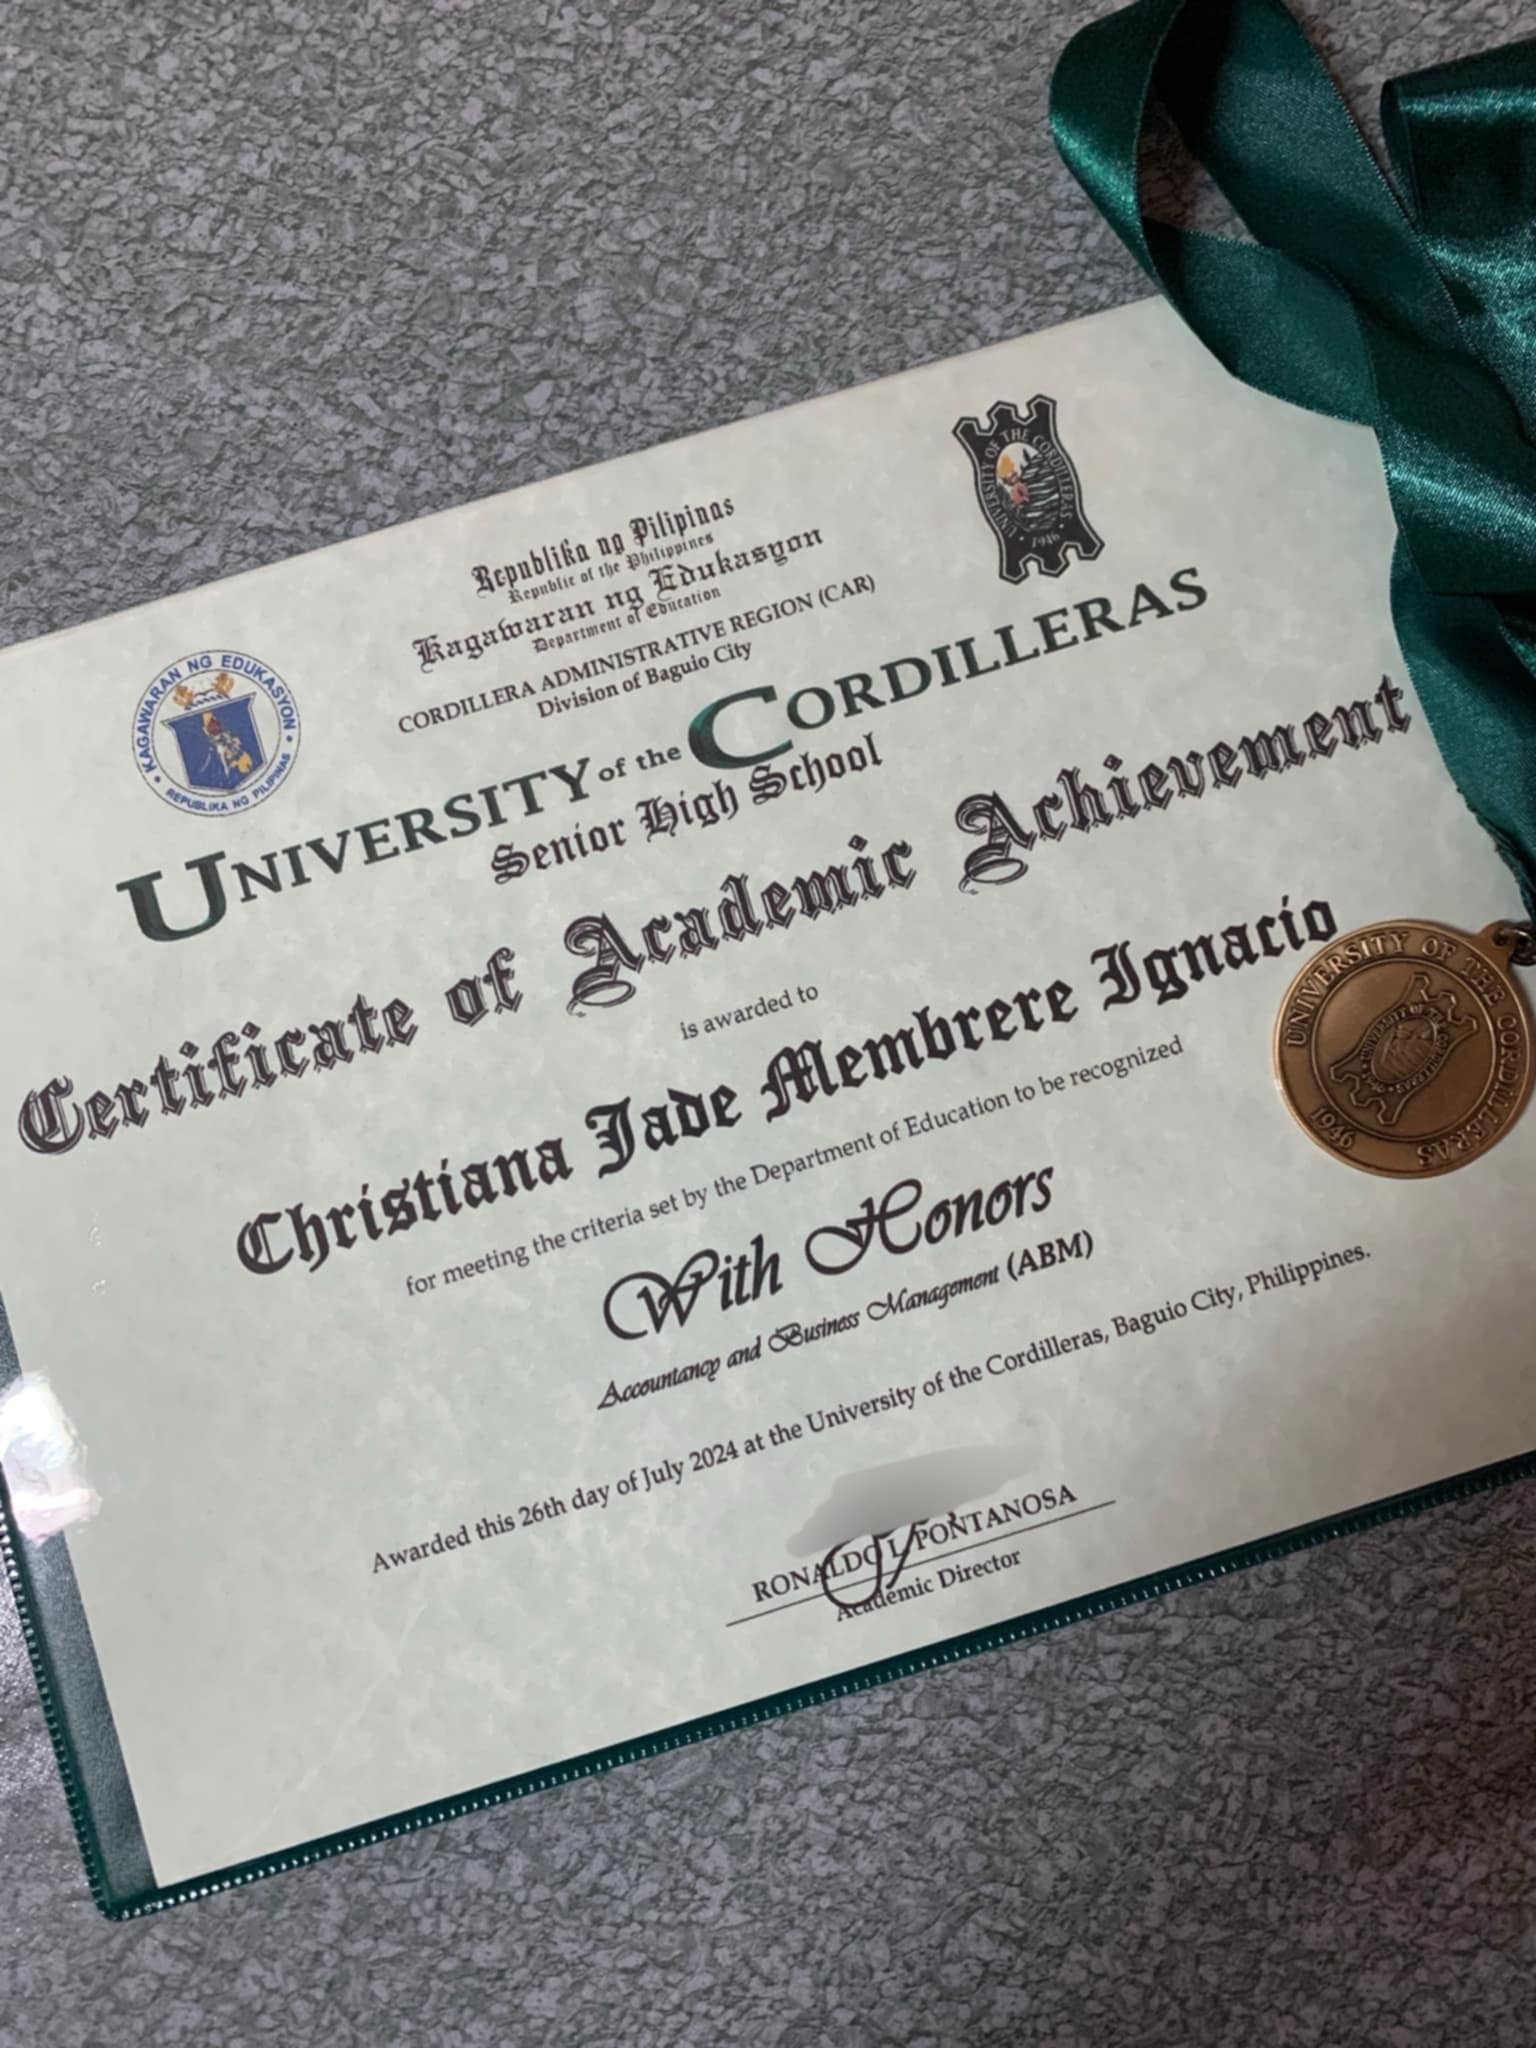 Republika ng Pilipinas
Republic of the Philippines
Kagawaran ng Edukasyon
Department of Education
CORDILLERA ADMINISTRATIVE REGION (CAR)
Division of Baguio City
KAGAWARAN NG EDUKASYON
REPUBLIKA NG PILIPINAS
UNIVERSITY OF THE CORDILLERAS
1946
UNIVERSITY of the CORDILLERAS
Senior High School
Certificate of Academic Achievement
is awarded to
Christiana Jade Membrere Ignacio
for meeting the criteria set by the Department of Education to be recognized
With Honors
Accountancy and Business Management (ABM)
Awarded this 26th day of July 2024 at the University of the Cordilleras, Baguio City, Philippines.
RONALDO L. PONTANOSA
Academic Director
UNIVERSITY OF THE CORDILLERAS
1946